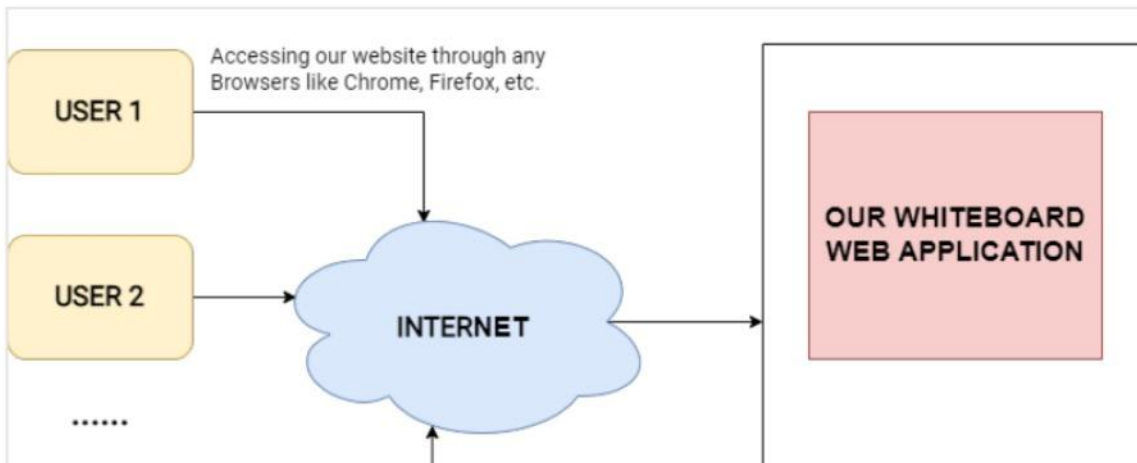 Accessing our website through any
Browsers like Chrome, Firefox, etc.
USER 1
OUR WHITEBOARD
WEB APPLICATION
USER 2
INTERNET
......